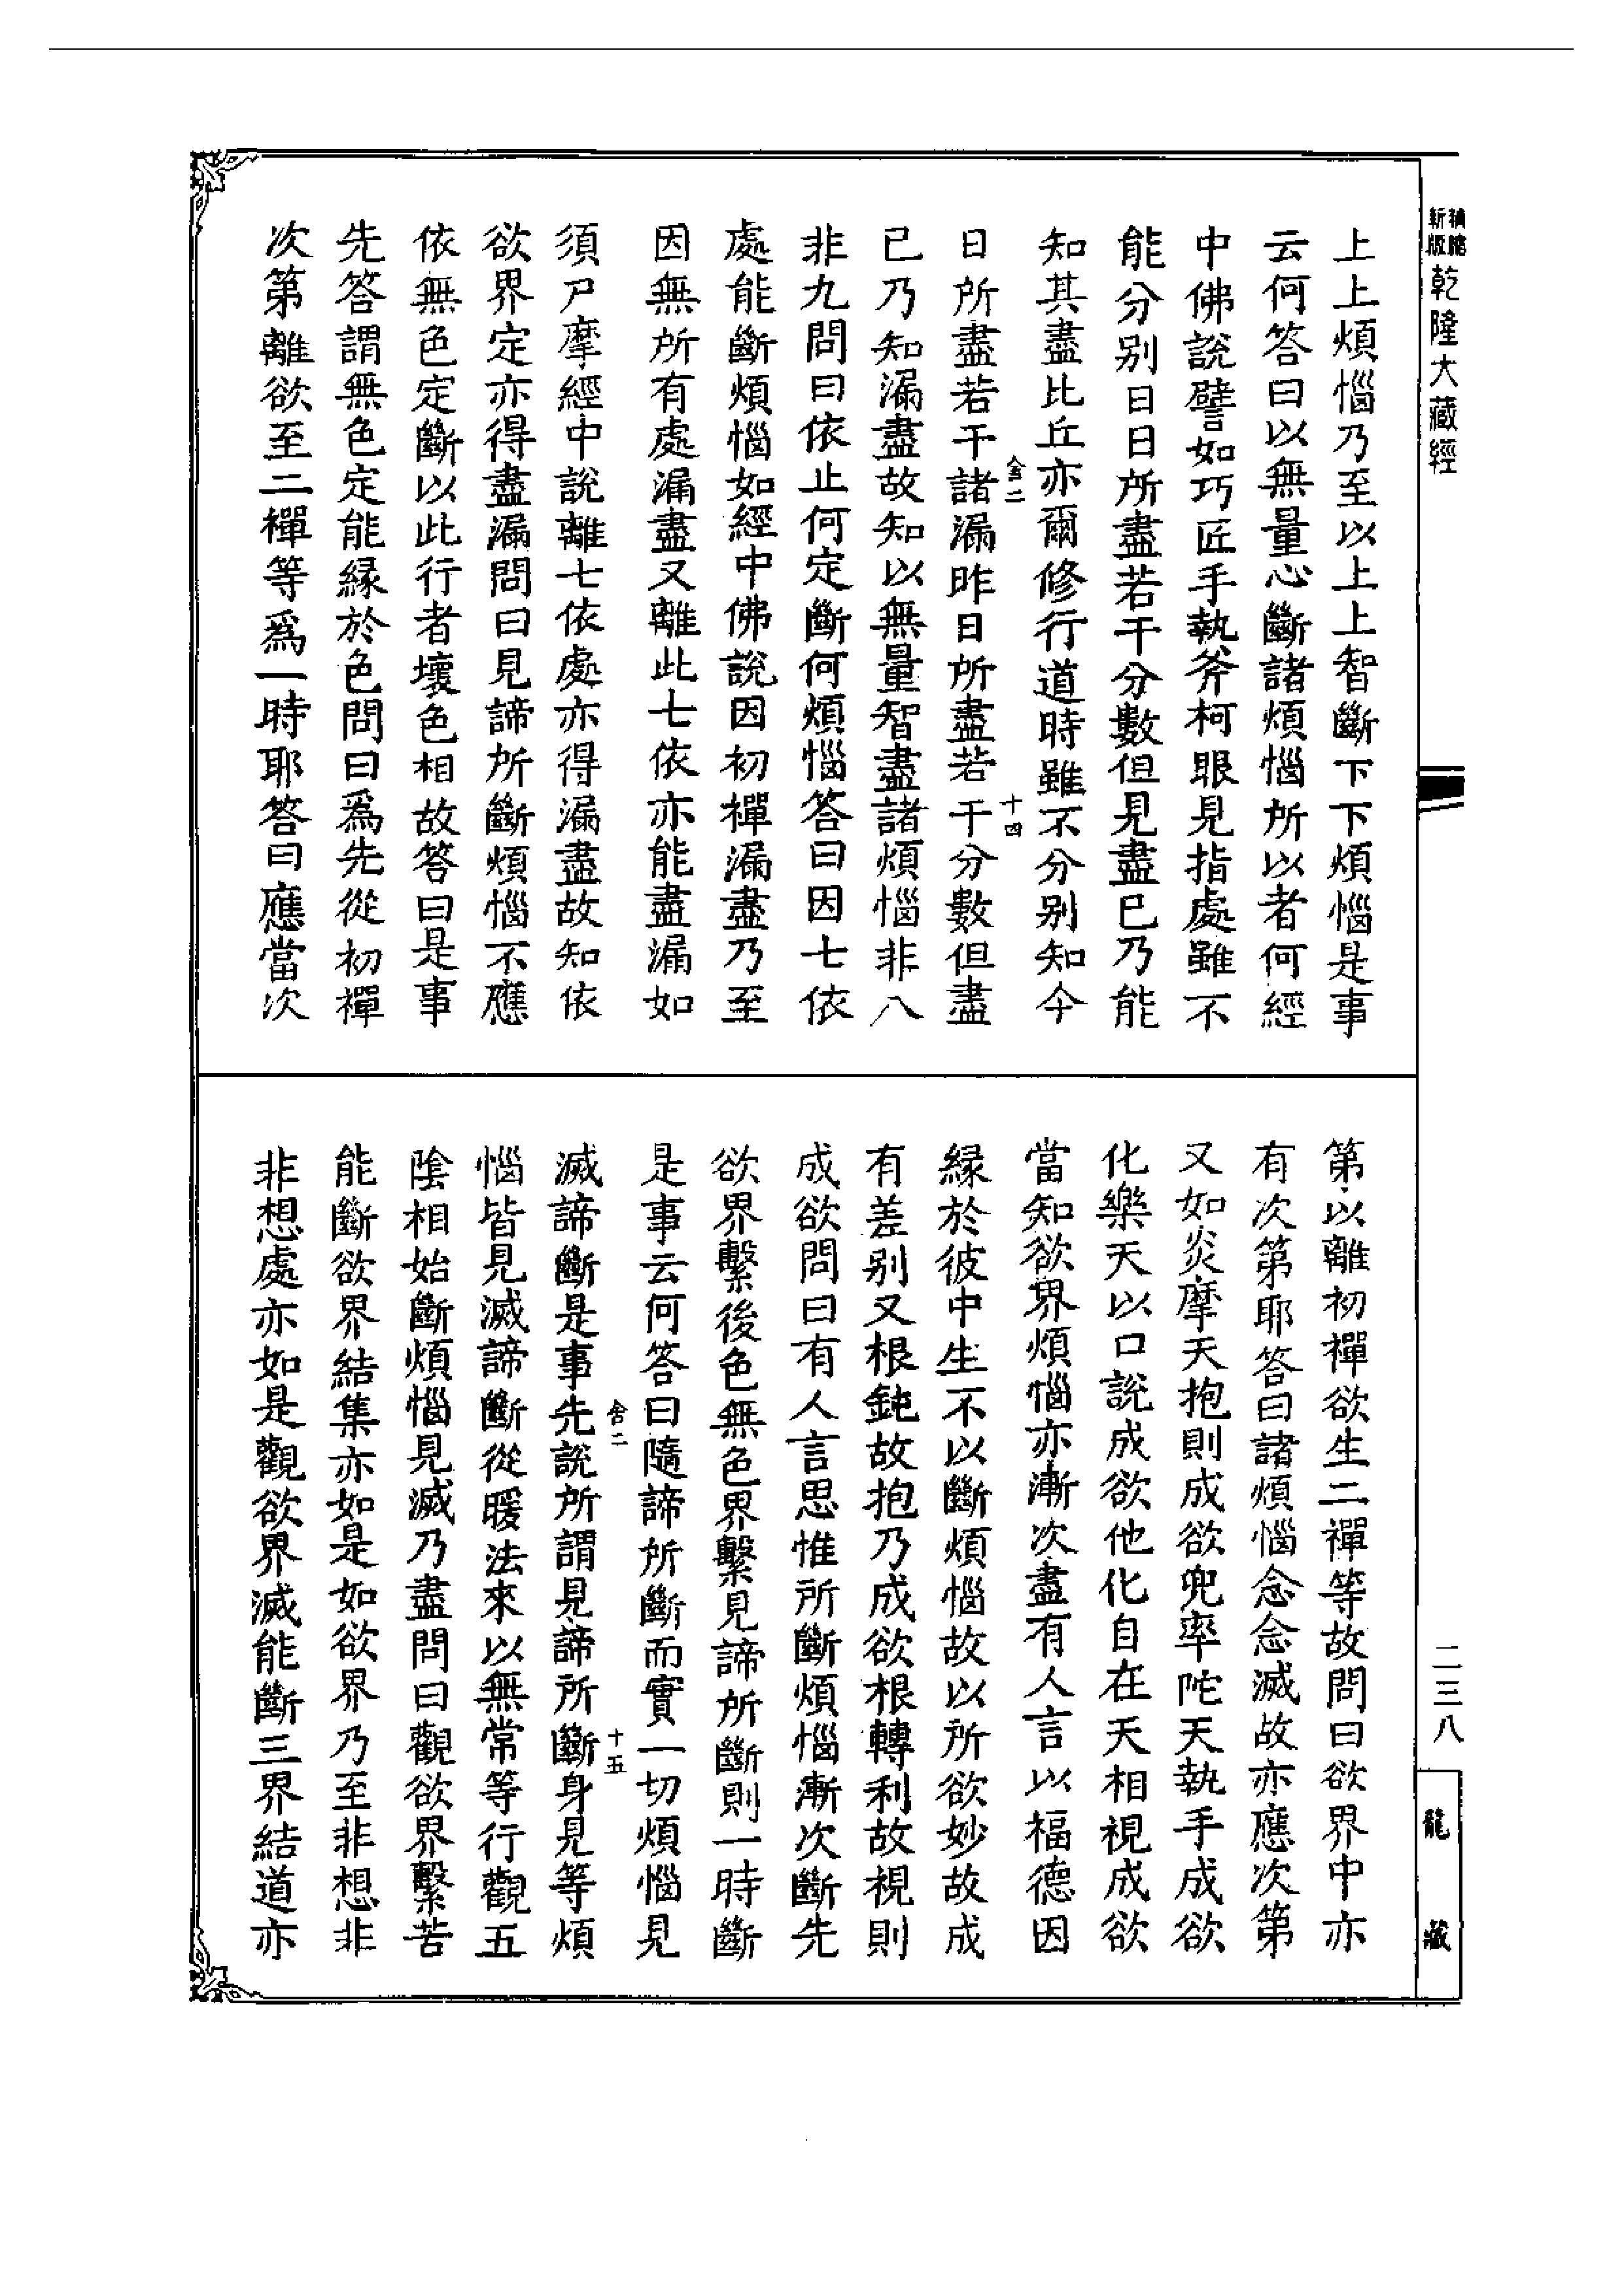 新版
乾隆大藏經
二三八
龍藏
上上煩惱乃至以上上智斷下下煩惱是事
云何答曰以無量心斷諸煩惱所以者何經
中佛說譬如巧匠手執斧柯眼見指處雖不
能分别日日所盡若干分數但見盡已乃能
知其盡比丘亦爾修行道時雖不分别知今
舍二
十四
日所盡若干諸漏昨日所盡若干分數但盡
已乃知漏盡故知以無量智盡諸煩惱非八
非九問曰依止何定斷何煩惱答曰因七依
處能斷煩惱如經中佛說因初禪漏盡乃至
因無所有處漏盡又離此七依亦能盡漏如
須尸摩經中說離七依處亦得漏盡故知依
欲界定亦得盡漏問曰見諦所斷煩惱不應
依無色定斷以此行者壞色相故答曰是事
先答謂無色定能緣於色問曰爲先從初禪
次第離欲至二禪等爲一時耶答曰應當次
第以離初禪欲生二禪等故問曰欲界中亦
有次第耶答曰諸煩惱念念滅故亦應次第
又如炎摩天抱則成欲兜率陀天執手成欲
化樂天以口說成欲他化自在天相視成欲
當知欲界煩惱亦漸次盡有人言以福德因
緣於彼中生不以斷煩惱故以所欲妙故成
有差别又根鈍故抱乃成欲根轉利故視則
成欲問曰有人言思惟所斷煩惱漸次斷先
欲界繫後色無色界繫見諦所斷則一時斷
是事云何答曰隨諦所斷而實一切煩惱見
舍二
十五
滅諦斷是事先說所謂見諦所斷身見等煩
惱皆見滅諦斷從暖法來以無常等行觀五
陰相始斷煩惱見滅乃盡問曰觀欲界繫苦
能斷欲界結集亦如是如欲界乃至非想非
非想處亦如是觀欲界滅能斷三界結道亦